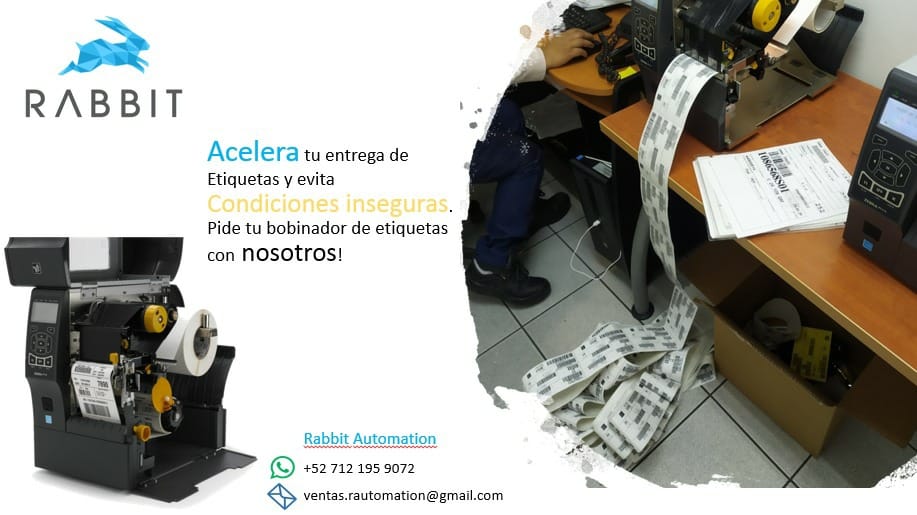 RABBIT
Acelera tu entrega de
Etiquetas y evita
Condiciones inseguras.
Pide tu bobinador de etiquetas
con nosotros!
Rabbit Automation
+52 712 195 9072
ventas.rautomation@gmail.com